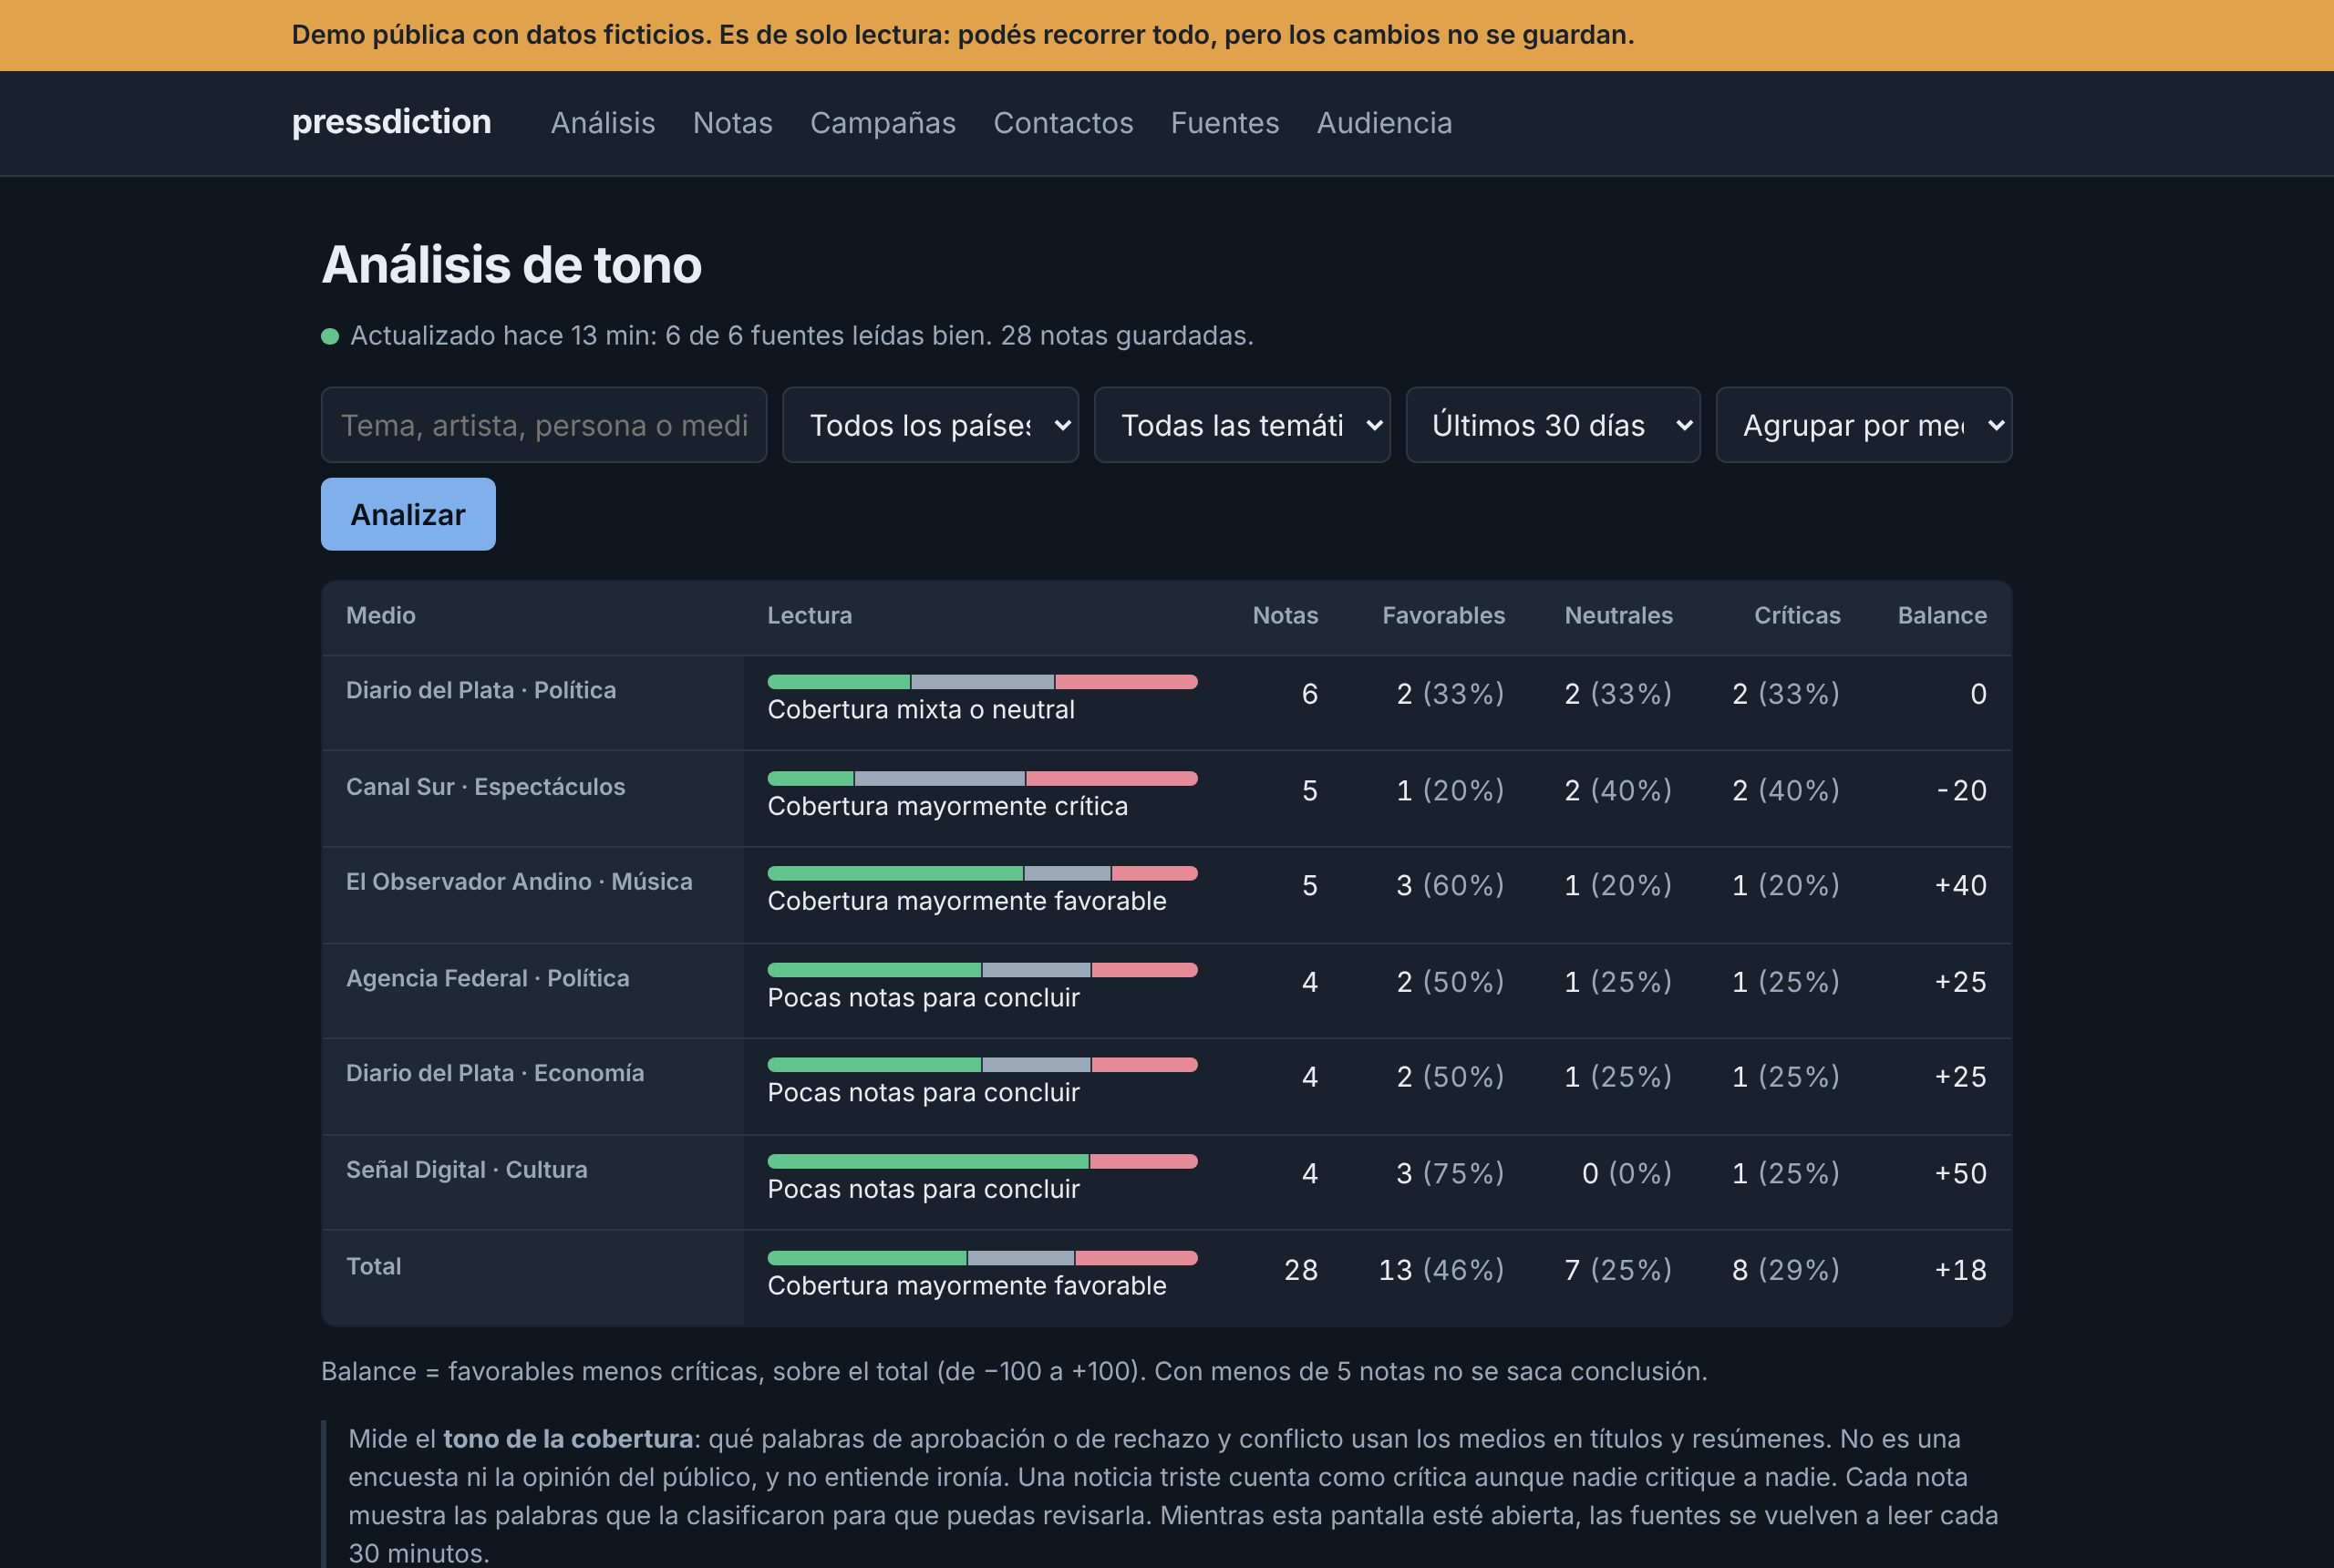 Demo pública con datos ficticios. Es de solo lectura: podés recorrer todo, pero los cambios no se guardan.
pressdiction Análisis Notas Campañas Contactos Fuentes Audiencia
Análisis de tono
Actualizado hace 13 min: 6 de 6 fuentes leídas bien. 28 notas guardadas.
Tema, artista, persona o medi Todos los países Todas las temáti Últimos 30 días Agrupar por me
Analizar
Medio Lectura Notas Favorables Neutrales Críticas Balance
Diario del Plata · Política 6 2 (33%) 2 (33%) 2 (33%) 0
Cobertura mixta o neutral
Canal Sur · Espectáculos 5 1 (20%) 2 (40%) 2 (40%) -20
Cobertura mayormente crítica
El Observador Andino · Música 5 3 (60%) 1 (20%) 1 (20%) +40
Cobertura mayormente favorable
Agencia Federal · Política 4 2 (50%) 1 (25%) 1 (25%) +25
Pocas notas para concluir
Diario del Plata · Economía 4 2 (50%) 1 (25%) 1 (25%) +25
Pocas notas para concluir
Señal Digital · Cultura 4 3 (75%) 0 (0%) 1 (25%) +50
Pocas notas para concluir
Total 28 13 (46%) 7 (25%) 8 (29%) +18
Cobertura mayormente favorable
Balance = favorables menos críticas, sobre el total (de −100 a +100). Con menos de 5 notas no se saca conclusión.
Mide el tono de la cobertura: qué palabras de aprobación o de rechazo y conflicto usan los medios en títulos y resúmenes. No es una
encuesta ni la opinión del público, y no entiende ironía. Una noticia triste cuenta como crítica aunque nadie critique a nadie. Cada nota
muestra las palabras que la clasificaron para que puedas revisarla. Mientras esta pantalla esté abierta, las fuentes se vuelven a leer cada
30 minutos.